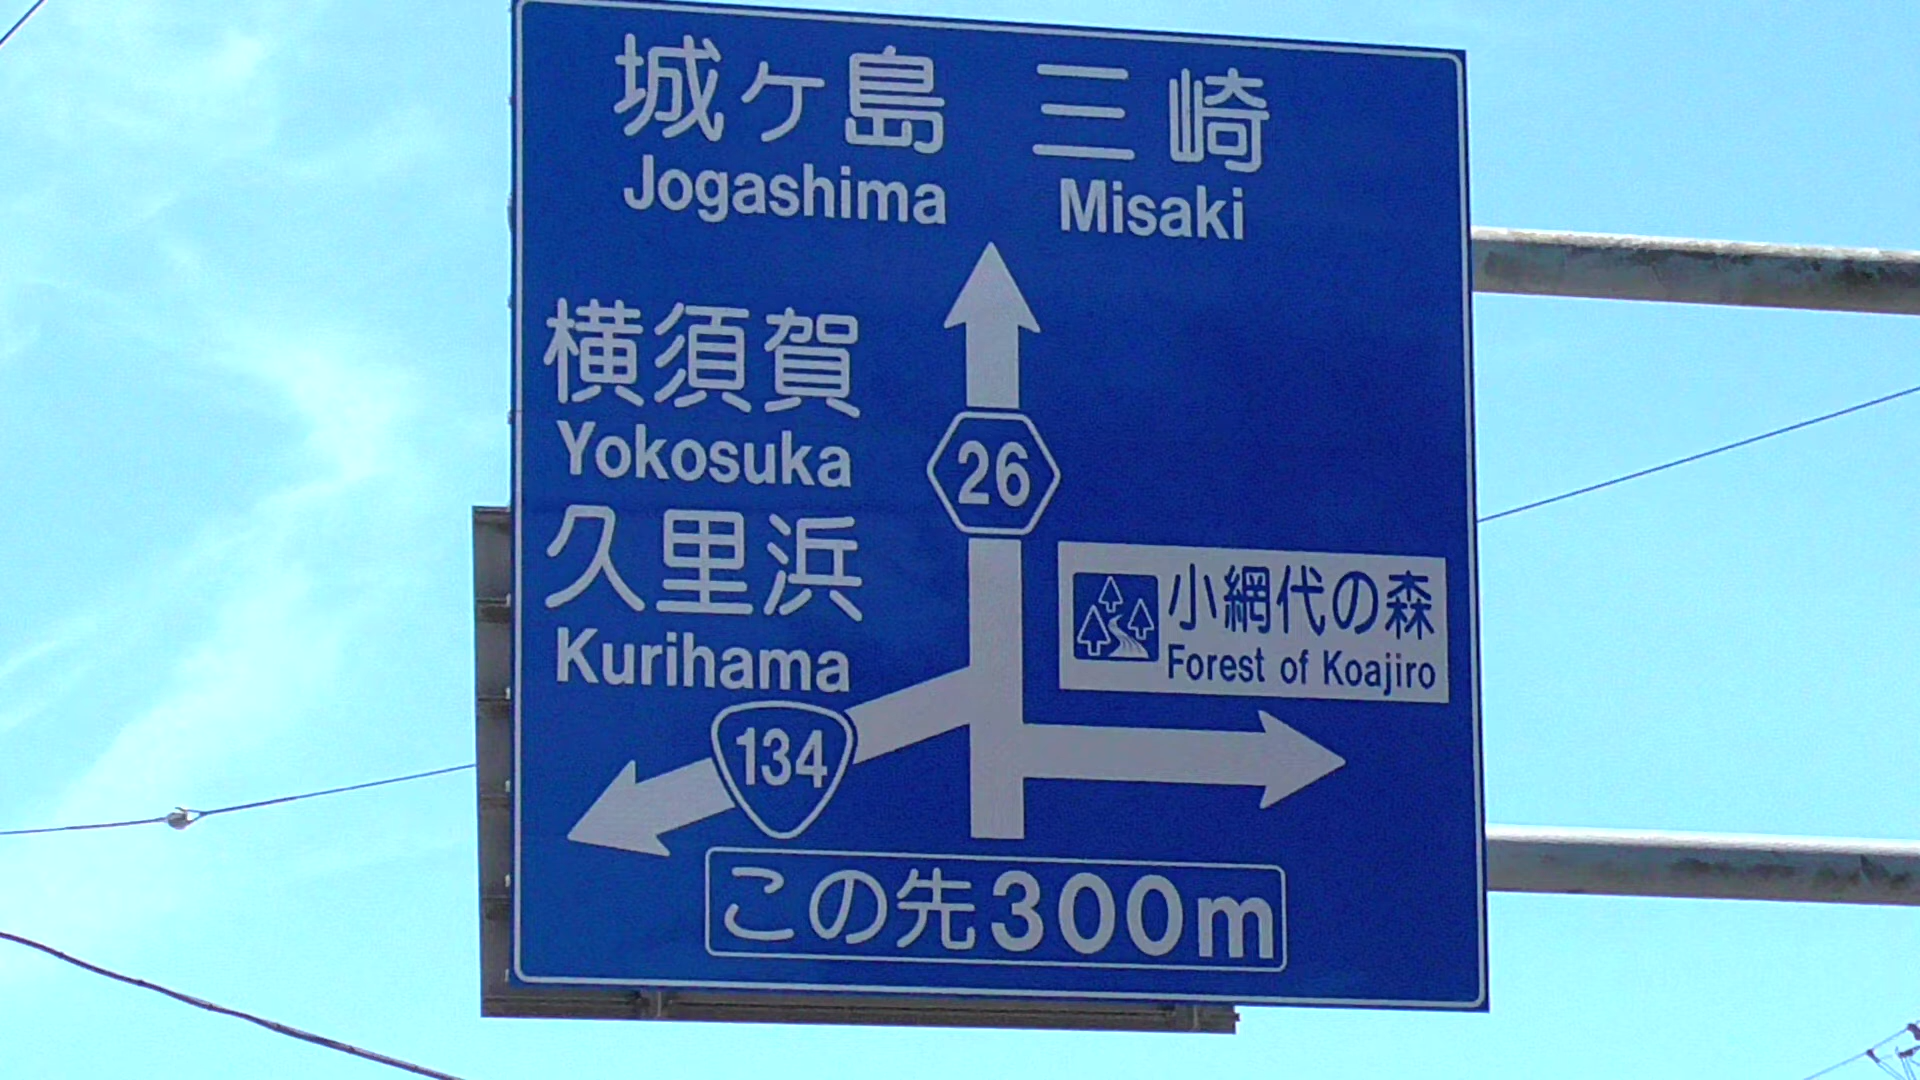 城ヶ島 三崎
Jogashima Misaki
横須賀
Yokosuka
26
久里浜
Kurihama
小網代の森
Forest of Koajiro
134
この先300m